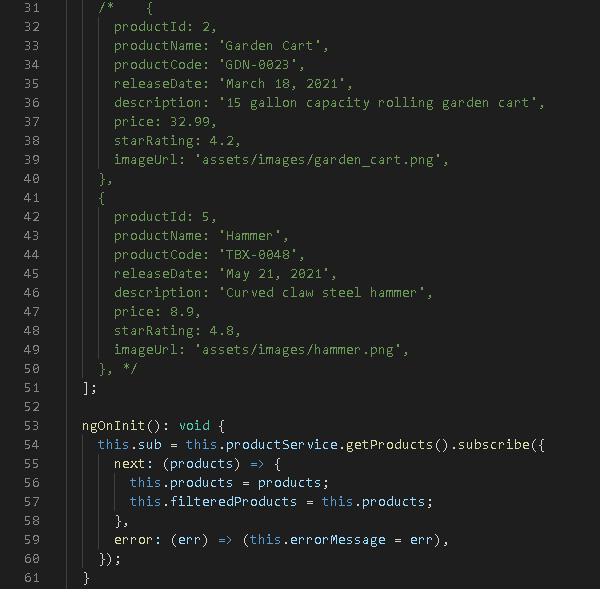 31 /* {
32 productId: 2,
33 productName: 'Garden Cart',
34 productCode: 'GDN-0023',
35 releaseDate: 'March 18, 2021',
36 description: '15 gallon capacity rolling garden cart',
37 price: 32.99,
38 starRating: 4.2,
39 imageUrl: 'assets/images/garden_cart.png',
40 },
41 {
42 productId: 5,
43 productName: 'Hammer',
44 productCode: 'TBX-0048',
45 releaseDate: 'May 21, 2021',
46 description: 'Curved claw steel hammer',
47 price: 8.9,
48 starRating: 4.8,
49 imageUrl: 'assets/images/hammer.png',
50 }, */
51 ];
52
53 ngOnInit(): void {
54 this.sub = this.productService.getProducts().subscribe({
55 next: (products) => {
56 this.products = products;
57 this.filteredProducts = this.products;
58 },
59 error: (err) => (this.errorMessage = err),
60 });
61 }